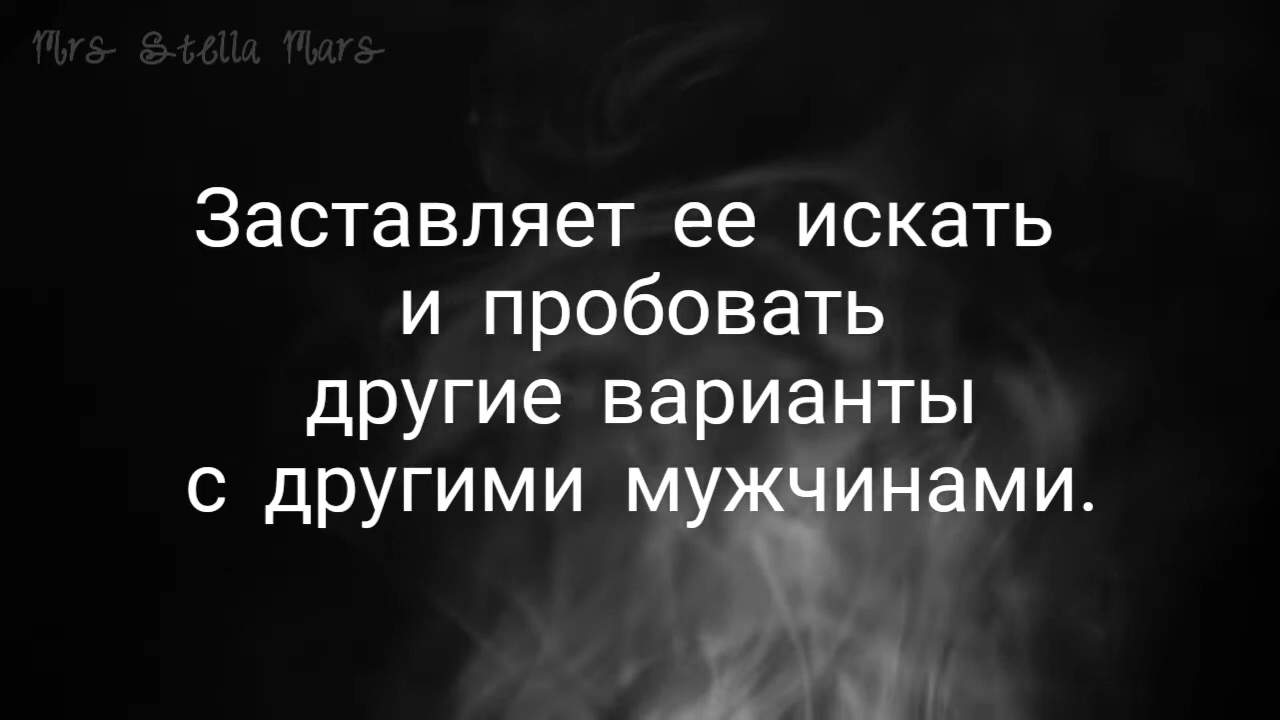 Mrs Stella Mars
Заставляет ее искать
и пробовать
другие варианты
с другими мужчинами.